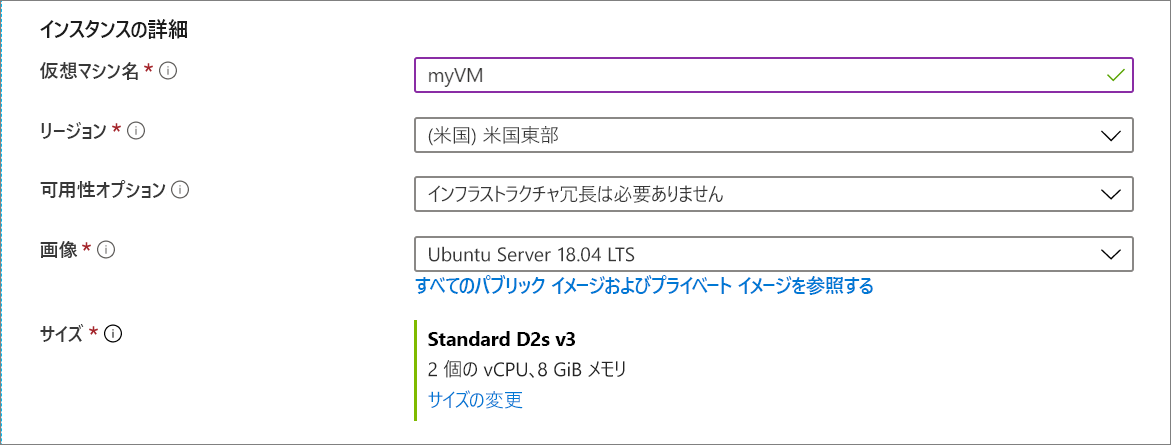 インスタンスの詳細
仮想マシン名 * myVM
リージョン * (米国) 米国東部
可用性オプション インフラストラクチャ冗長は必要ありません
画像 * Ubuntu Server 18.04 LTS
すべてのパブリック イメージおよびプライベート イメージを参照する
サイズ * Standard D2s v3
2 個の vCPU、8 GiB メモリ
サイズの変更